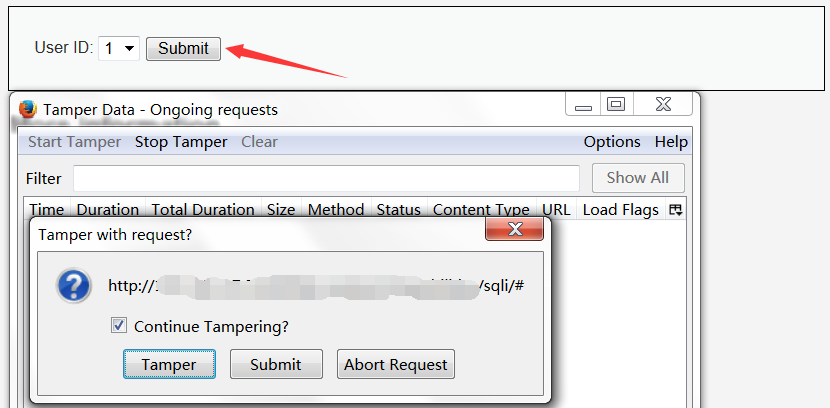 User ID: 1 Submit
Tamper Data - Ongoing requests
More Information
Start Tamper Stop Tamper Clear Options Help
Filter Show All
Time Duration Total Duration Size Method Status Content Type URL Load Flags
Tamper with request?
http:// /sqli/#
Continue Tampering?
Tamper Submit Abort Request